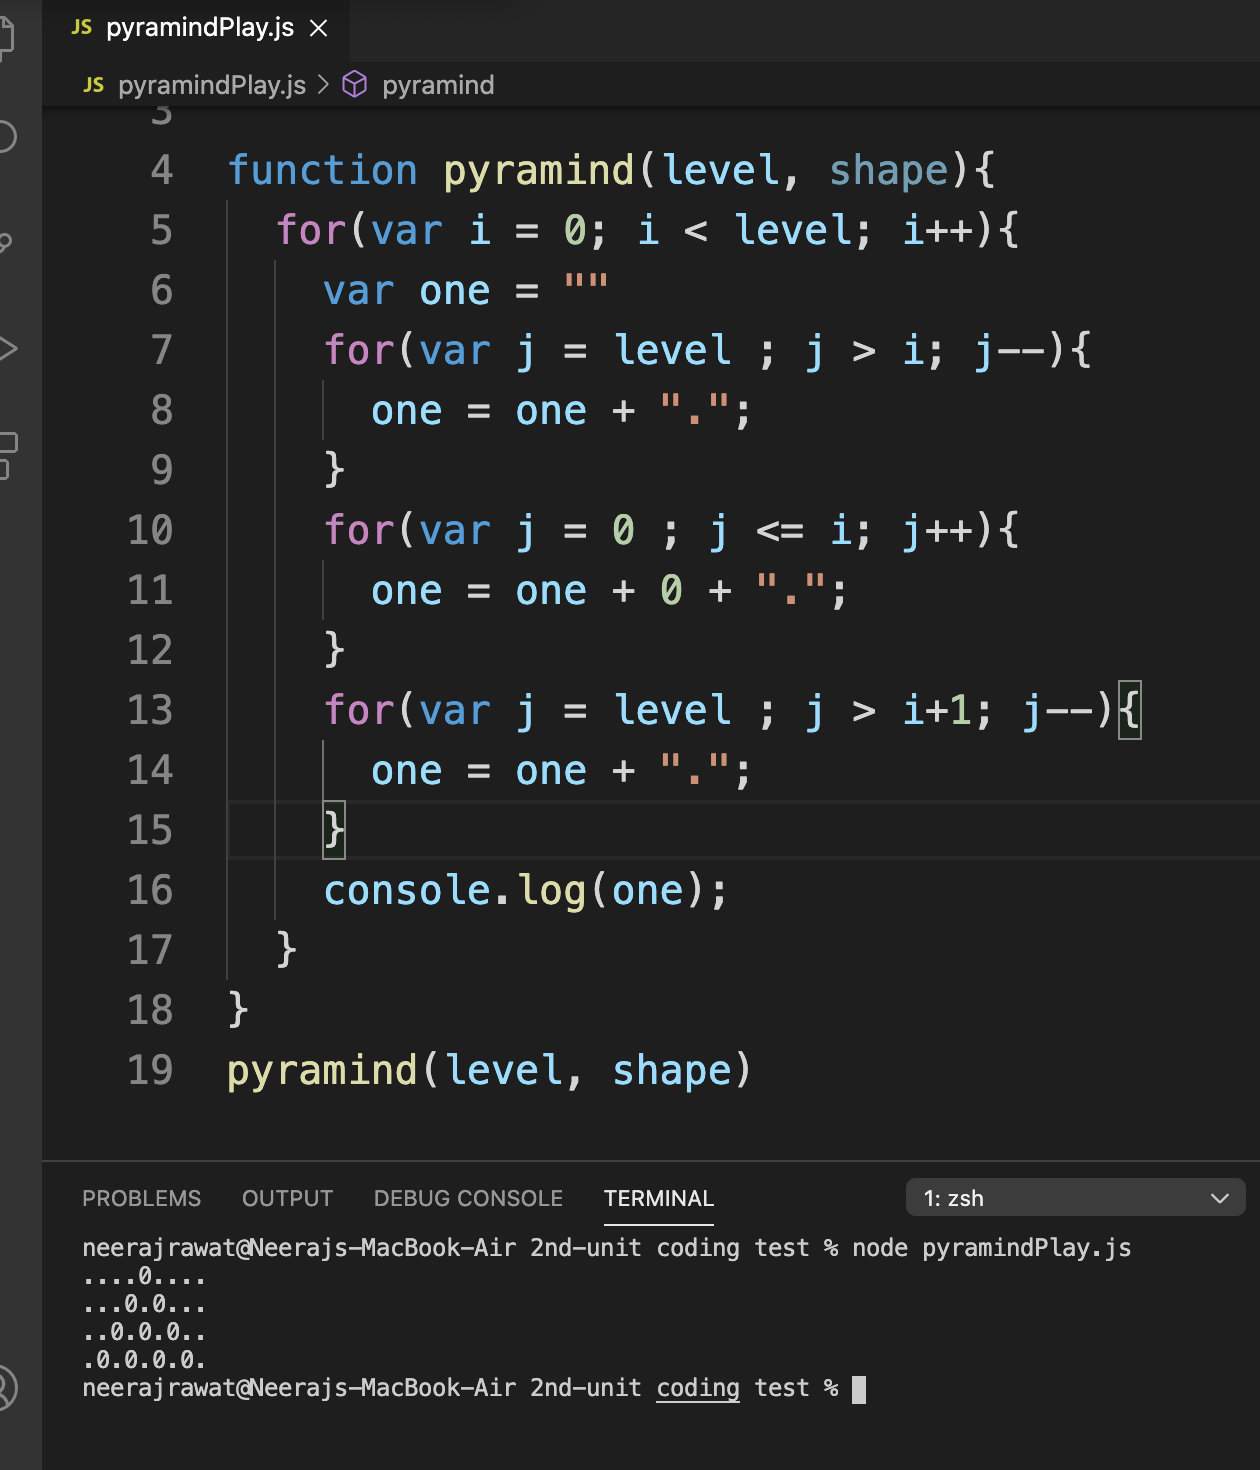 JS pyramindPlay.js ×
JS pyramindPlay.js > pyramind
3
4 function pyramind(level, shape){
5   for(var i = 0; i < level; i++){
6     var one = ""
7     for(var j = level ; j > i; j--){
8       one = one + ".";
9     }
10     for(var j = 0 ; j <= i; j++){
11       one = one + 0 + ".";
12     }
13     for(var j = level ; j > i+1; j--){
14       one = one + ".";
15     }
16     console.log(one);
17   }
18 }
19 pyramind(level, shape)
PROBLEMS OUTPUT DEBUG CONSOLE TERMINAL 1: zsh
neerajrawat@Neerajs-MacBook-Air 2nd-unit coding test % node pyramindPlay.js
....0....
...0.0...
..0.0.0..
.0.0.0.0.
neerajrawat@Neerajs-MacBook-Air 2nd-unit coding test %